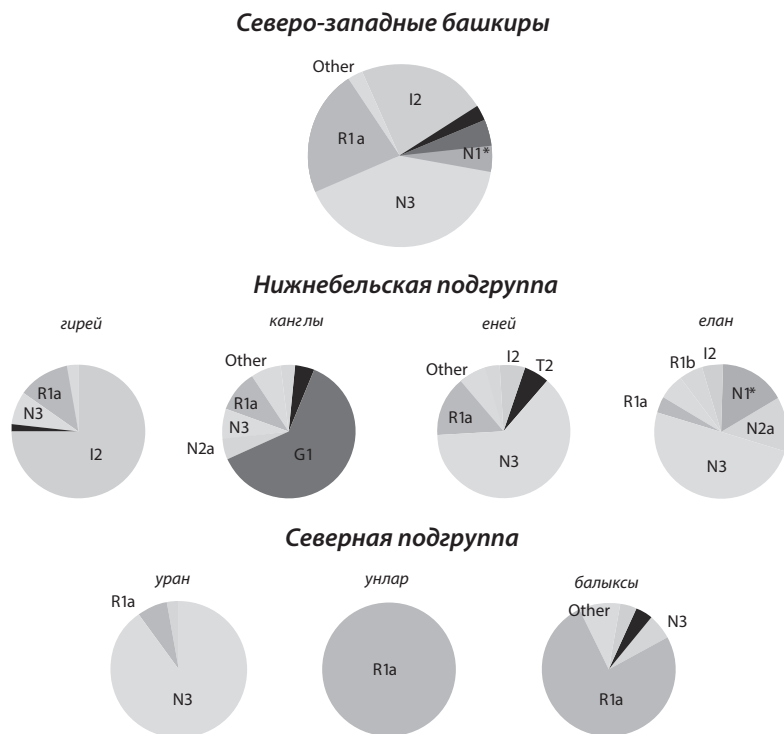 Северо-западные башкиры
Other
I2
R1a
N1*
N3
Нижнебельская подгруппа
гирей
канглы
еней
елан
R1a
N3
I2
Other
R1a
N3
N2a
G1
Other
I2
T2
R1a
N3
R1b
I2
R1a
N1*
N2a
N3
Северная подгруппа
уран
унлар
балыксы
R1a
N3
R1a
Other
N3
R1a